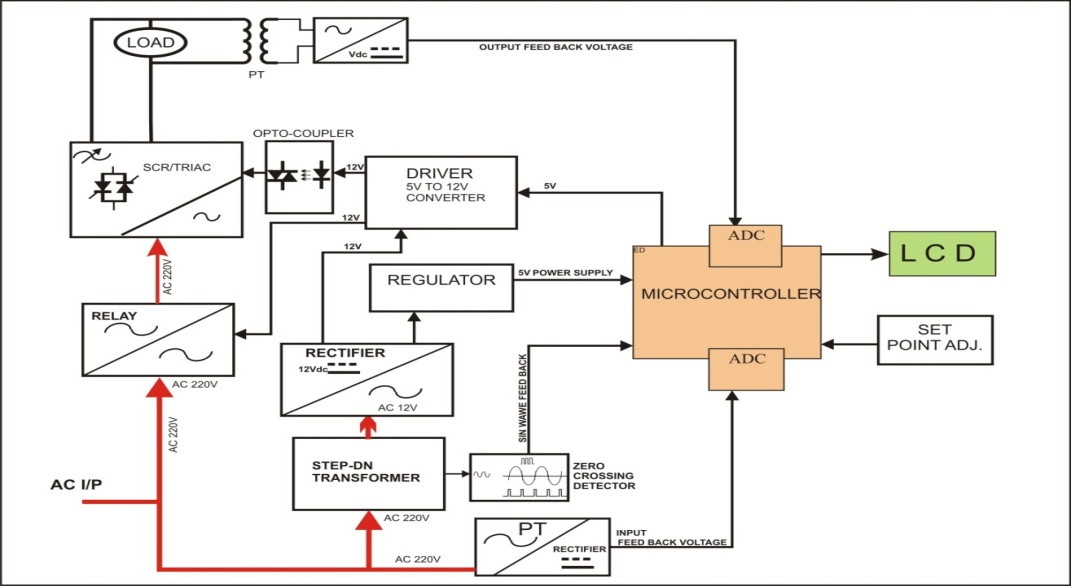 LOAD
PT
Vdc
OUTPUT FEED BACK VOLTAGE
OPTO-COUPLER
SCR/TRIAC
12V
DRIVER
5V TO 12V
CONVERTER
5V
12V
12V
ADC
ED
LCD
AC 220V
REGULATOR
5V POWER SUPPLY
MICROCONTROLLER
RELAY
SET
POINT ADJ.
RECTIFIER
12Vdc
AC 12V
ADC
AC 220V
AC 220V
SIN WAWE FEED BACK
STEP-DN
TRANSFORMER
ZERO
CROSSING
DETECTOR
AC I/P
AC 220V
PT
RECTIFIER
INPUT
FEED BACK VOLTAGE
AC 220V